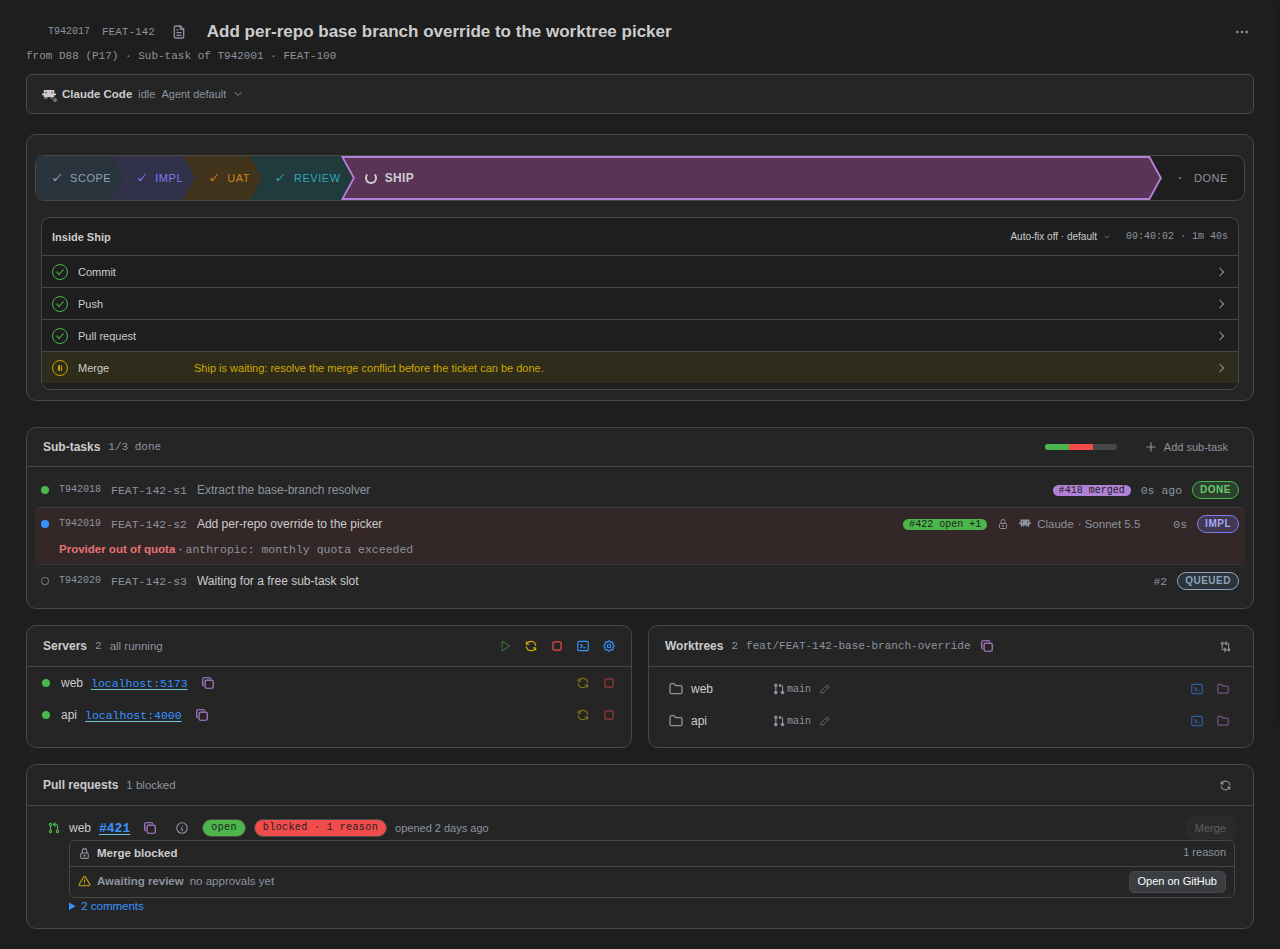 T942017 FEAT-142 Add per-repo base branch override to the worktree picker
from D88 (P17) · Sub-task of T942001 · FEAT-100
Claude Code idle Agent default
SCOPE IMPL UAT REVIEW SHIP DONE
Inside Ship Auto-fix off · default 09:40:02 · 1m 40s
Commit
Push
Pull request
Merge Ship is waiting: resolve the merge conflict before the ticket can be done.
Sub-tasks 1/3 done Add sub-task
T942018 FEAT-142-s1 Extract the base-branch resolver #418 merged 0s ago DONE
T942019 FEAT-142-s2 Add per-repo override to the picker #422 open +1 Claude · Sonnet 5.5 0s IMPL
Provider out of quota · anthropic: monthly quota exceeded
T942020 FEAT-142-s3 Waiting for a free sub-task slot #2 QUEUED
Servers 2 all running
web localhost:5173
api localhost:4000
Worktrees 2 feat/FEAT-142-base-branch-override
web main
api main
Pull requests 1 blocked
web #421 open blocked · 1 reason opened 2 days ago Merge
Merge blocked 1 reason
Awaiting review no approvals yet Open on GitHub
2 comments